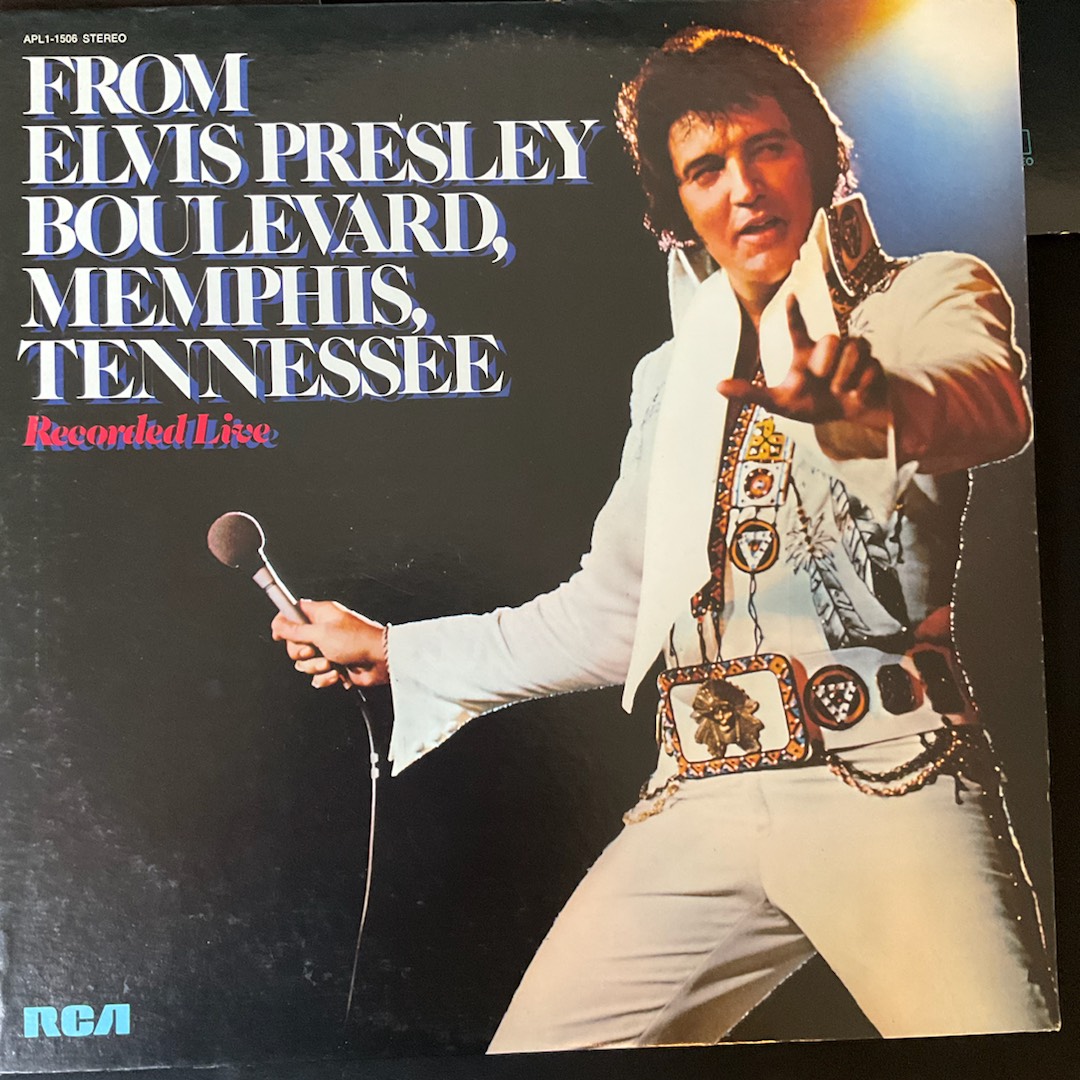 APL1-1506 STEREO
FROM
ELVIS PRESLEY
BOULEVARD,
MEMPHIS,
TENNESSEE
Recorded Live
RCA